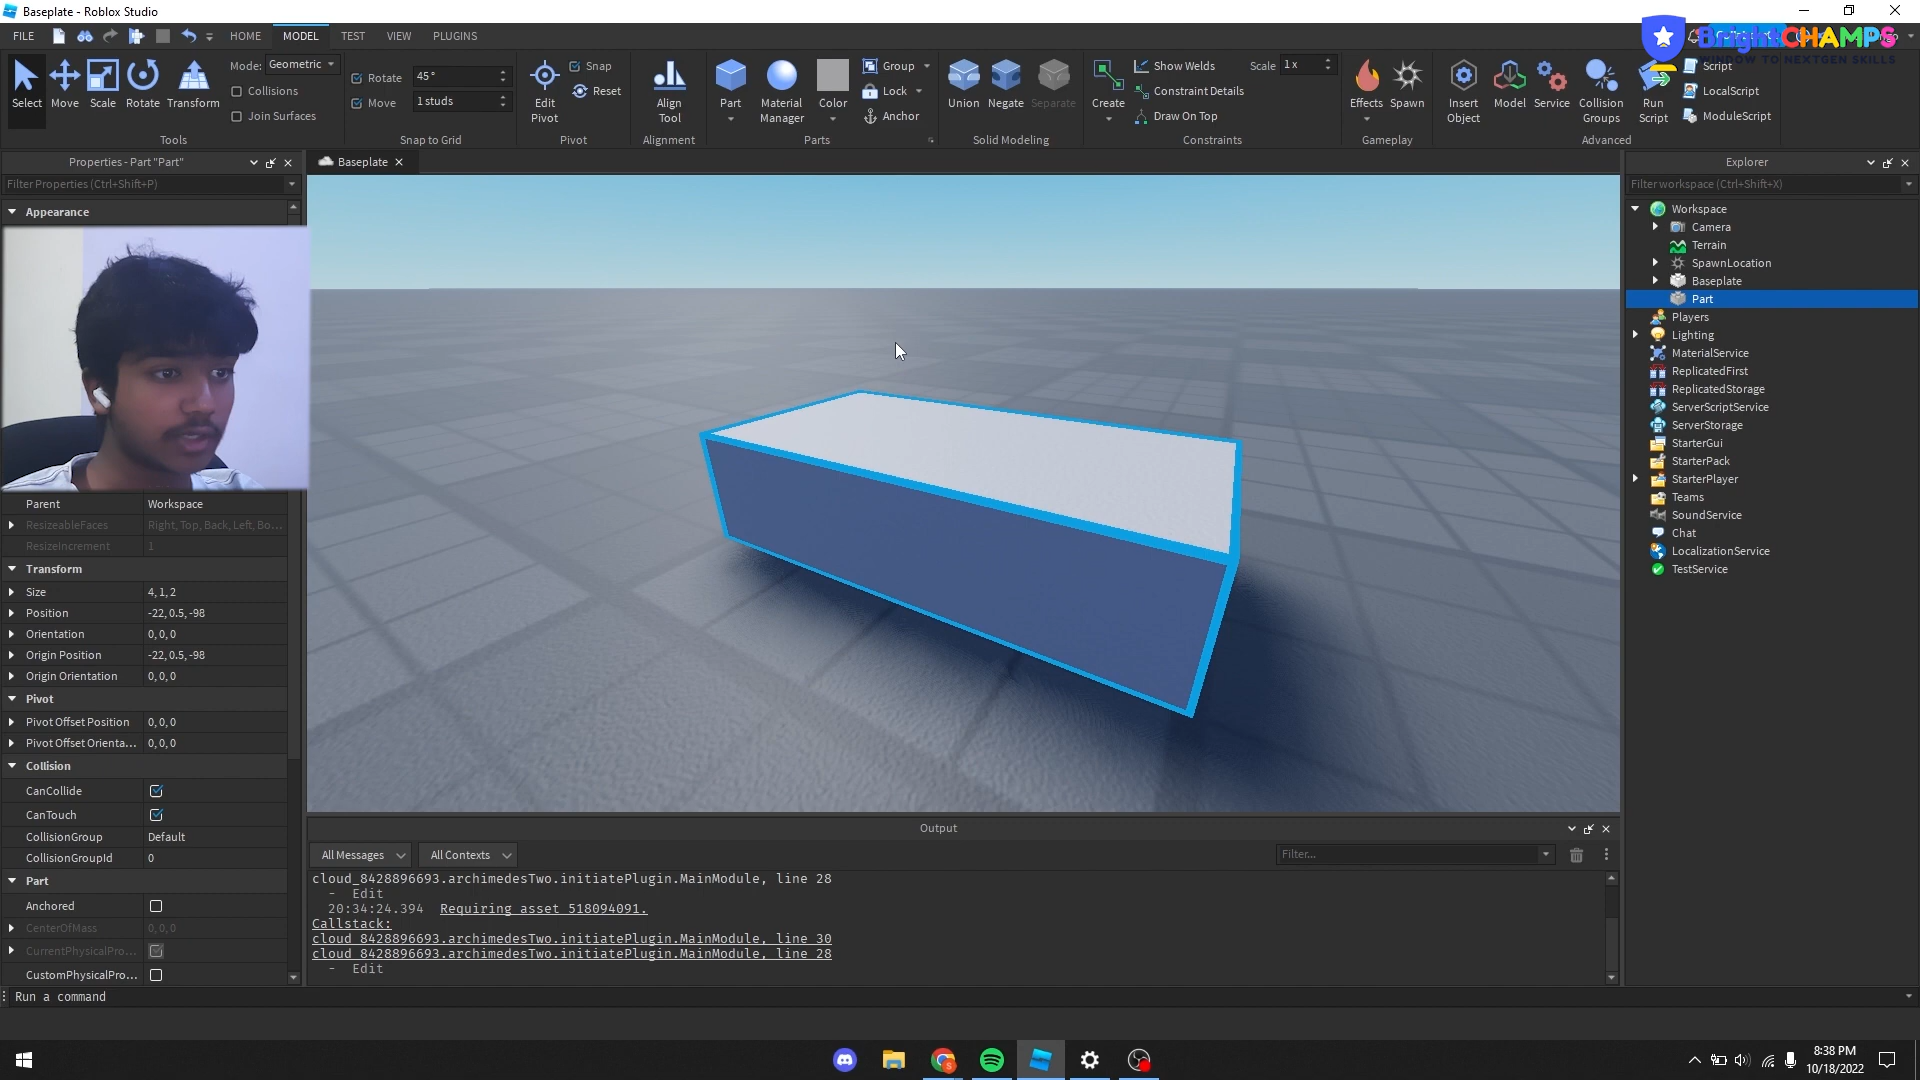 Baseplate - Roblox Studio
FILE HOME MODEL TEST VIEW PLUGINS
BrightCHAMPS
WINDOW TO NEXTGEN SKILLS
Select Move Scale Rotate Transform
Mode: Geometric
Collisions
Join Surfaces
Tools
Rotate 45°
Move 1 studs
Snap to Grid
Edit Pivot
Snap
Reset
Pivot
Align Tool
Alignment
Part
Material Manager
Color
Group
Lock
Anchor
Parts
Union Negate Separate
Solid Modeling
Create
Show Welds Scale 1 x
Constraint Details
Draw On Top
Constraints
Effects Spawn
Gameplay
Insert Object
Model
Service
Collision Groups
Run Script
Script
LocalScript
ModuleScript
Advanced
Properties - Part "Part"
Filter Properties (Ctrl+Shift+P)
Appearance
Parent Workspace
ResizeableFaces Right, Top, Back, Left, Bo...
ResizeIncrement 1
Transform
Size 4, 1, 2
Position -22, 0.5, -98
Orientation 0, 0, 0
Origin Position -22, 0.5, -98
Origin Orientation 0, 0, 0
Pivot
Pivot Offset Position 0, 0, 0
Pivot Offset Orienta... 0, 0, 0
Collision
CanCollide
CanTouch
CollisionGroup Default
CollisionGroupId 0
Part
Anchored
CenterOfMass 0, 0, 0
CurrentPhysicalPro...
CustomPhysicalPro...
Baseplate
Output
All Messages All Contexts Filter...
cloud_8428896693.archimedesTwo.initiatePlugin.MainModule, line 28
- Edit
20:34:24.394 Requiring asset 518094091.
Callstack:
cloud_8428896693.archimedesTwo.initiatePlugin.MainModule, line 30
cloud_8428896693.archimedesTwo.initiatePlugin.MainModule, line 28
- Edit
Explorer
Filter workspace (Ctrl+Shift+X)
Workspace
Camera
Terrain
SpawnLocation
Baseplate
Part
Players
Lighting
MaterialService
ReplicatedFirst
ReplicatedStorage
ServerScriptService
ServerStorage
StarterGui
StarterPack
StarterPlayer
Teams
SoundService
Chat
LocalizationService
TestService
Run a command
8:38 PM
10/18/2022